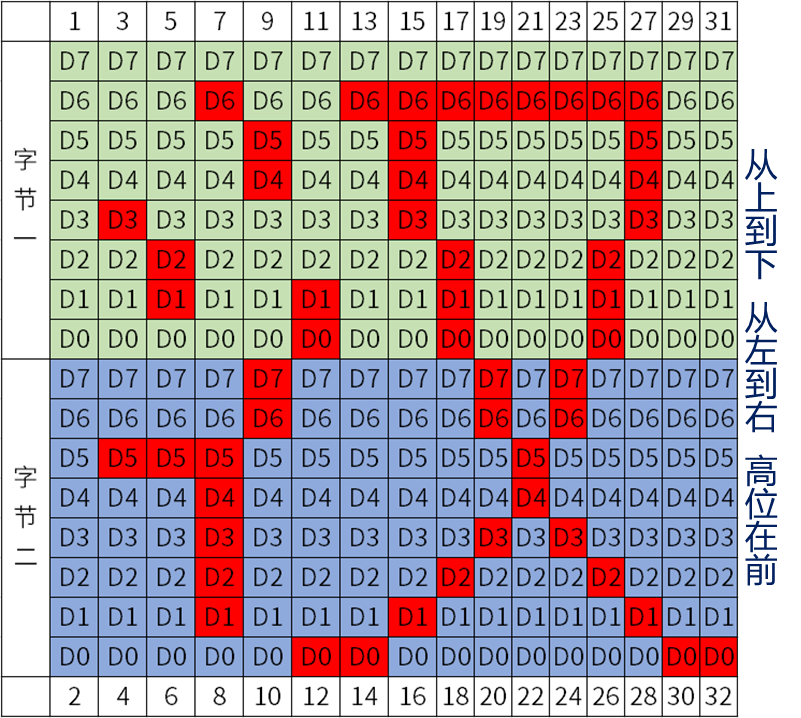 1 3 5 7 9 11 13 15 17 19 21 23 25 27 29 31
字节一
D7 D7 D7 D7 D7 D7 D7 D7 D7 D7 D7 D7 D7 D7 D7 D7
D6 D6 D6 D6 D6 D6 D6 D6 D6 D6 D6 D6 D6 D6 D6 D6
D5 D5 D5 D5 D5 D5 D5 D5 D5 D5 D5 D5 D5 D5 D5 D5
D4 D4 D4 D4 D4 D4 D4 D4 D4 D4 D4 D4 D4 D4 D4 D4
D3 D3 D3 D3 D3 D3 D3 D3 D3 D3 D3 D3 D3 D3 D3 D3
D2 D2 D2 D2 D2 D2 D2 D2 D2 D2 D2 D2 D2 D2 D2 D2
D1 D1 D1 D1 D1 D1 D1 D1 D1 D1 D1 D1 D1 D1 D1 D1
D0 D0 D0 D0 D0 D0 D0 D0 D0 D0 D0 D0 D0 D0 D0 D0
字节二
D7 D7 D7 D7 D7 D7 D7 D7 D7 D7 D7 D7 D7 D7 D7 D7
D6 D6 D6 D6 D6 D6 D6 D6 D6 D6 D6 D6 D6 D6 D6 D6
D5 D5 D5 D5 D5 D5 D5 D5 D5 D5 D5 D5 D5 D5 D5 D5
D4 D4 D4 D4 D4 D4 D4 D4 D4 D4 D4 D4 D4 D4 D4 D4
D3 D3 D3 D3 D3 D3 D3 D3 D3 D3 D3 D3 D3 D3 D3 D3
D2 D2 D2 D2 D2 D2 D2 D2 D2 D2 D2 D2 D2 D2 D2 D2
D1 D1 D1 D1 D1 D1 D1 D1 D1 D1 D1 D1 D1 D1 D1 D1
D0 D0 D0 D0 D0 D0 D0 D0 D0 D0 D0 D0 D0 D0 D0 D0
2 4 6 8 10 12 14 16 18 20 22 24 26 28 30 32
从上到下 从左到右 高位在前